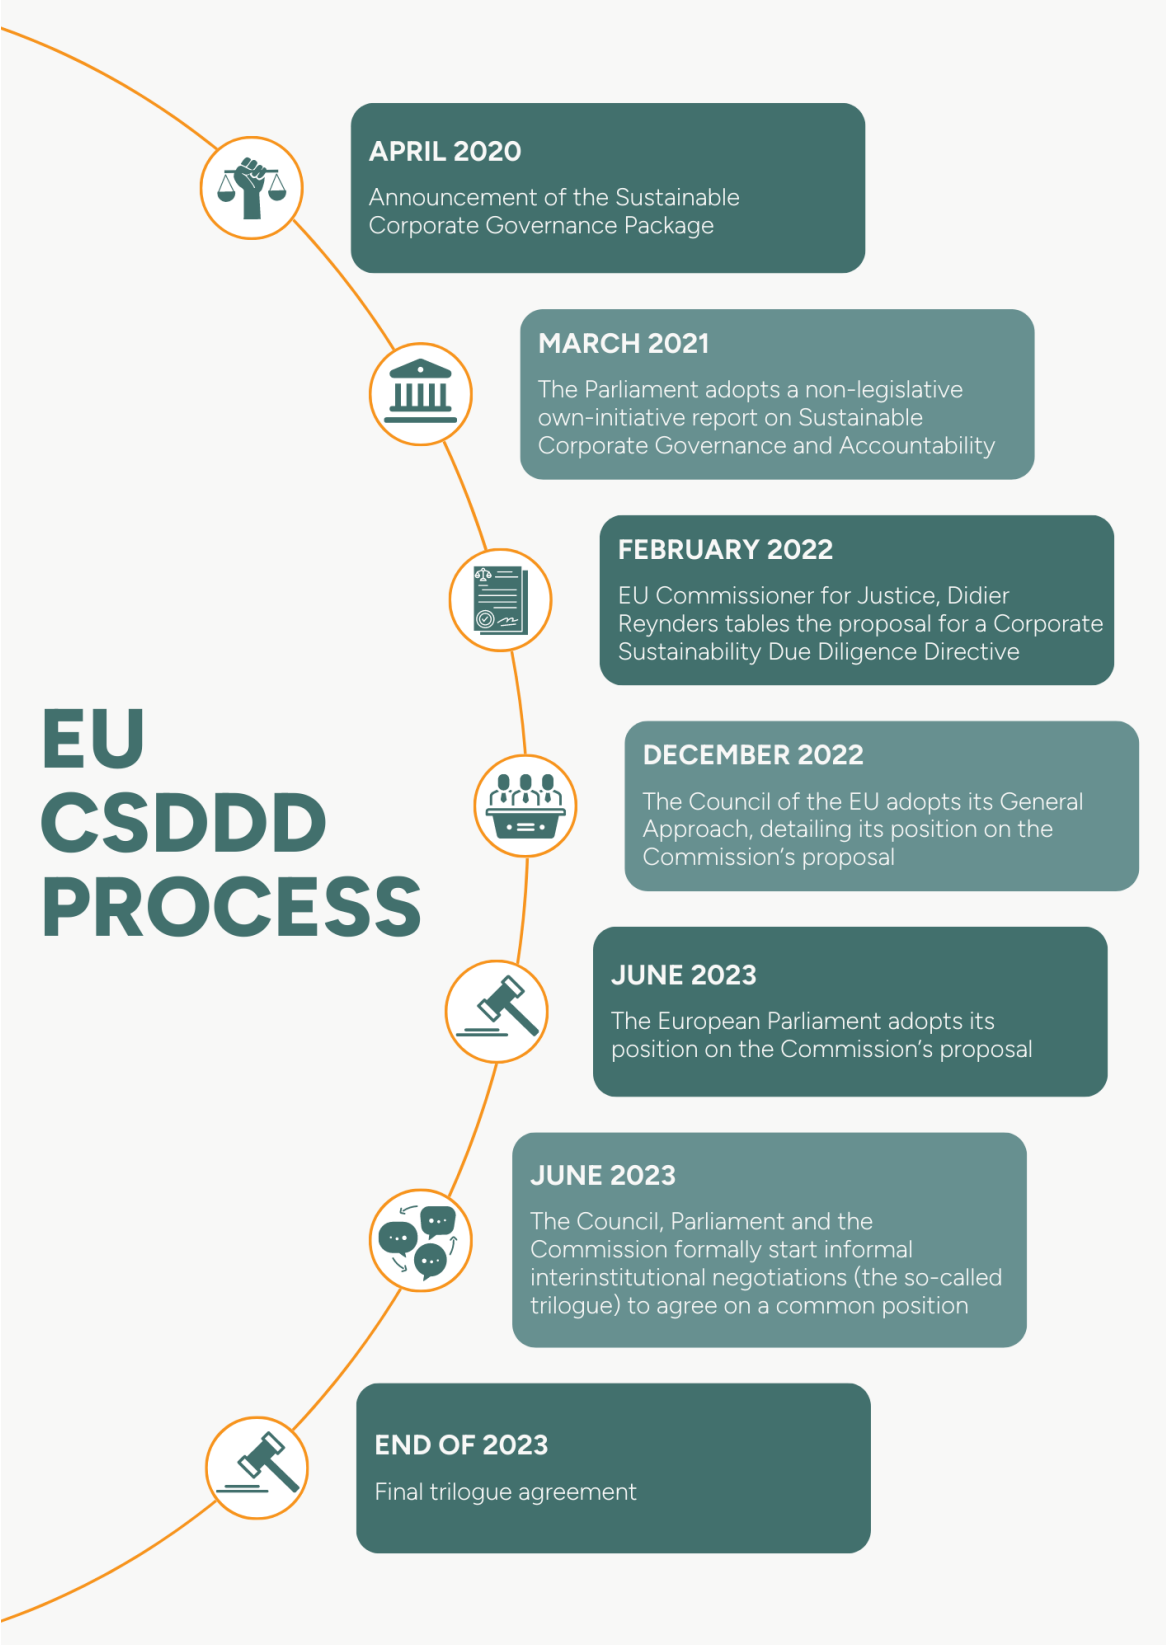 APRIL 2020
Announcement of the Sustainable
Corporate Governance Package
MARCH 2021
The Parliament adopts a non-legislative
own-initiative report on Sustainable
Corporate Governance and Accountability
FEBRUARY 2022
EU Commissioner for Justice, Didier
Reynders tables the proposal for a Corporate
Sustainability Due Diligence Directive
EU
CSDDD
PROCESS
DECEMBER 2022
The Council of the EU adopts its General
Approach, detailing its position on the
Commission’s proposal
JUNE 2023
The European Parliament adopts its
position on the Commission’s proposal
JUNE 2023
The Council, Parliament and the
Commission formally start informal
interinstitutional negotiations (the so-called
trilogue) to agree on a common position
END OF 2023
Final trilogue agreement